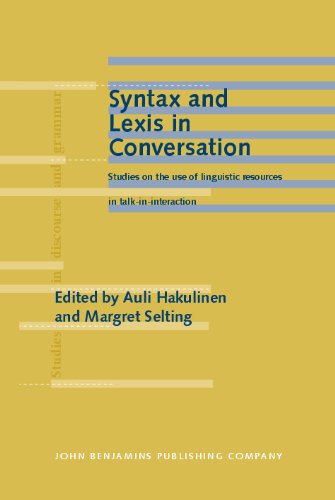 Syntax and
Lexis in
Conversation
Studies on the use of linguistic resources
in talk-in-interaction
Edited by Auli Hakulinen
and Margret Selting
Studies in discourse and grammar
JOHN BENJAMINS PUBLISHING COMPANY